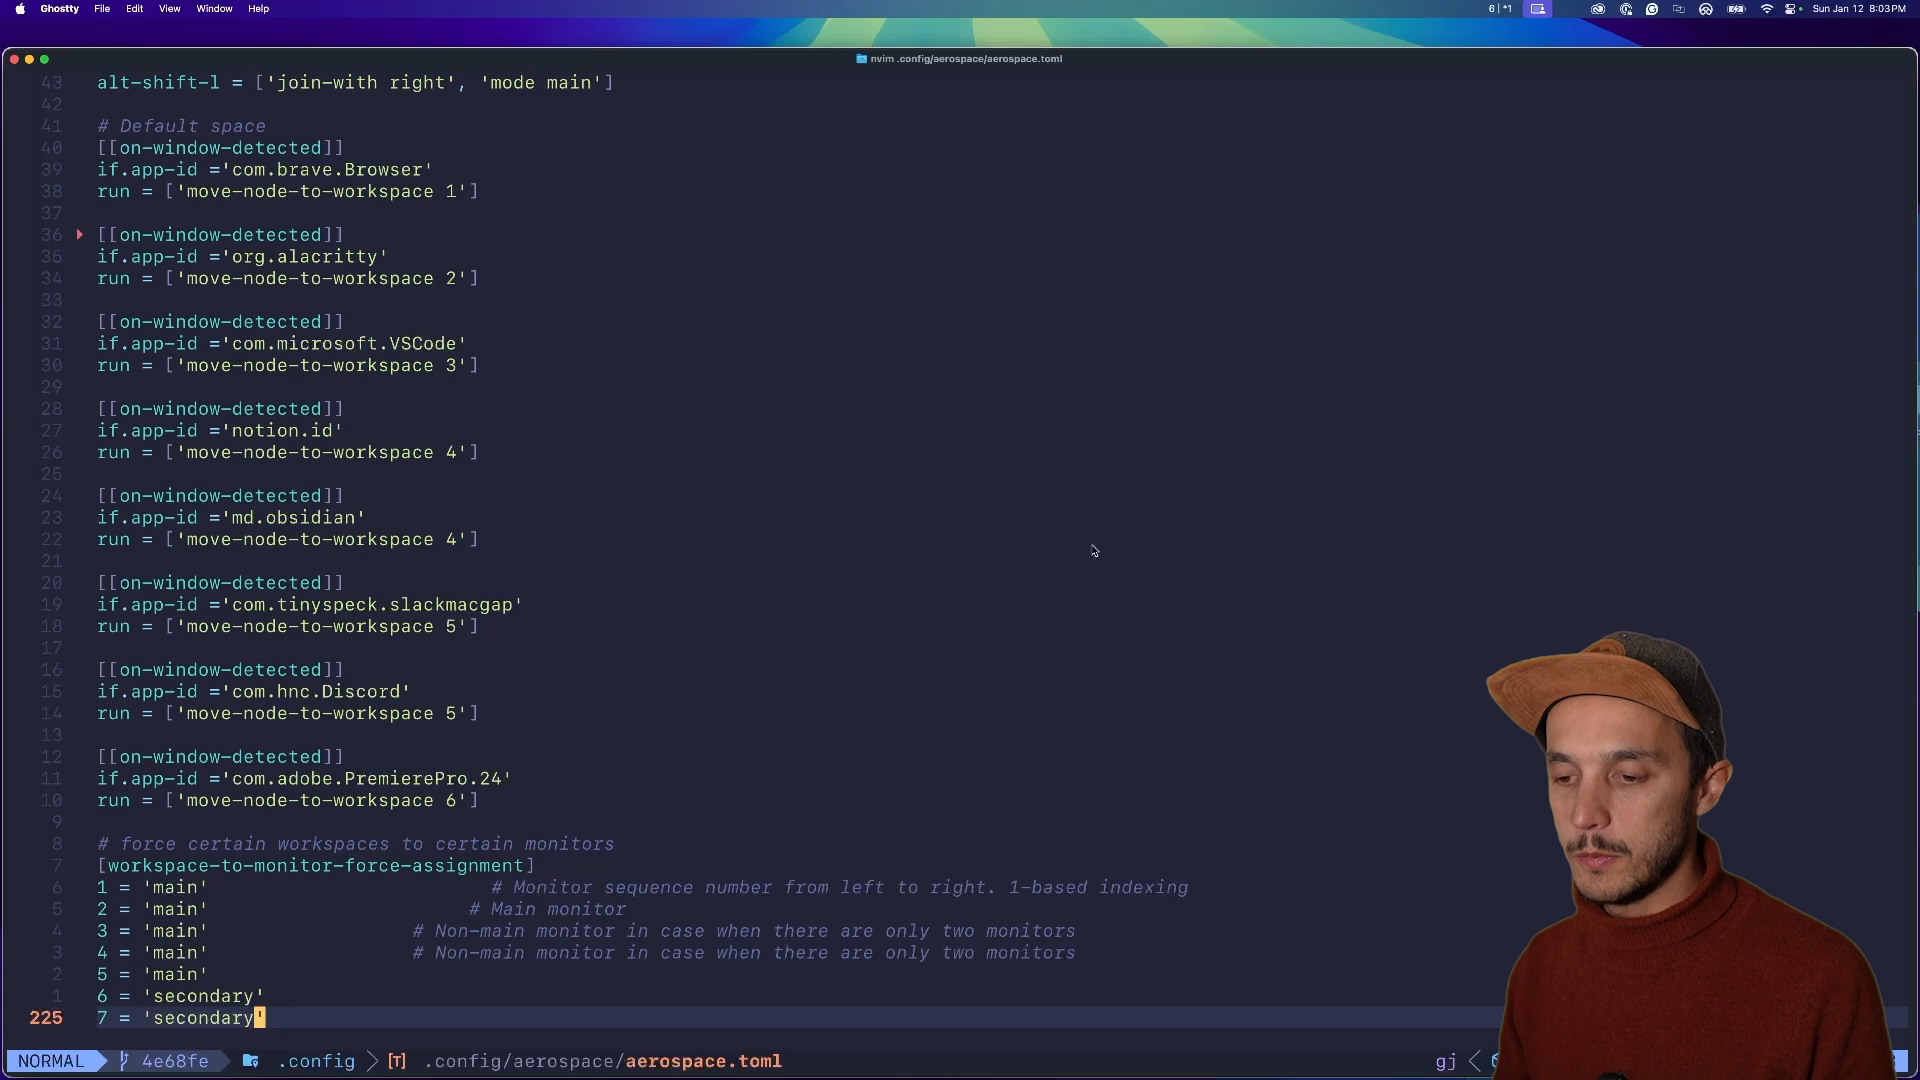 Ghostty File Edit View Window Help 6 | *1 Sun Jan 12 8:03 PM
nvim .config/aerospace/aerospace.toml
43 alt-shift-l = ['join-with right', 'mode main']
42
41 # Default space
40 [[on-window-detected]]
39 if.app-id ='com.brave.Browser'
38 run = ['move-node-to-workspace 1']
37
36 [[on-window-detected]]
35 if.app-id ='org.alacritty'
34 run = ['move-node-to-workspace 2']
33
32 [[on-window-detected]]
31 if.app-id ='com.microsoft.VSCode'
30 run = ['move-node-to-workspace 3']
29
28 [[on-window-detected]]
27 if.app-id ='notion.id'
26 run = ['move-node-to-workspace 4']
25
24 [[on-window-detected]]
23 if.app-id ='md.obsidian'
22 run = ['move-node-to-workspace 4']
21
20 [[on-window-detected]]
19 if.app-id ='com.tinyspeck.slackmacgap'
18 run = ['move-node-to-workspace 5']
17
16 [[on-window-detected]]
15 if.app-id ='com.hnc.Discord'
14 run = ['move-node-to-workspace 5']
13
12 [[on-window-detected]]
11 if.app-id ='com.adobe.PremierePro.24'
10 run = ['move-node-to-workspace 6']
9
8 # force certain workspaces to certain monitors
7 [workspace-to-monitor-force-assignment]
6 1 = 'main' # Monitor sequence number from left to right. 1-based indexing
5 2 = 'main' # Main monitor
4 3 = 'main' # Non-main monitor in case when there are only two monitors
3 4 = 'main' # Non-main monitor in case when there are only two monitors
2 5 = 'main'
1 6 = 'secondary'
225 7 = 'secondary'
NORMAL 4e68fe .config [T] .config/aerospace/aerospace.toml gj